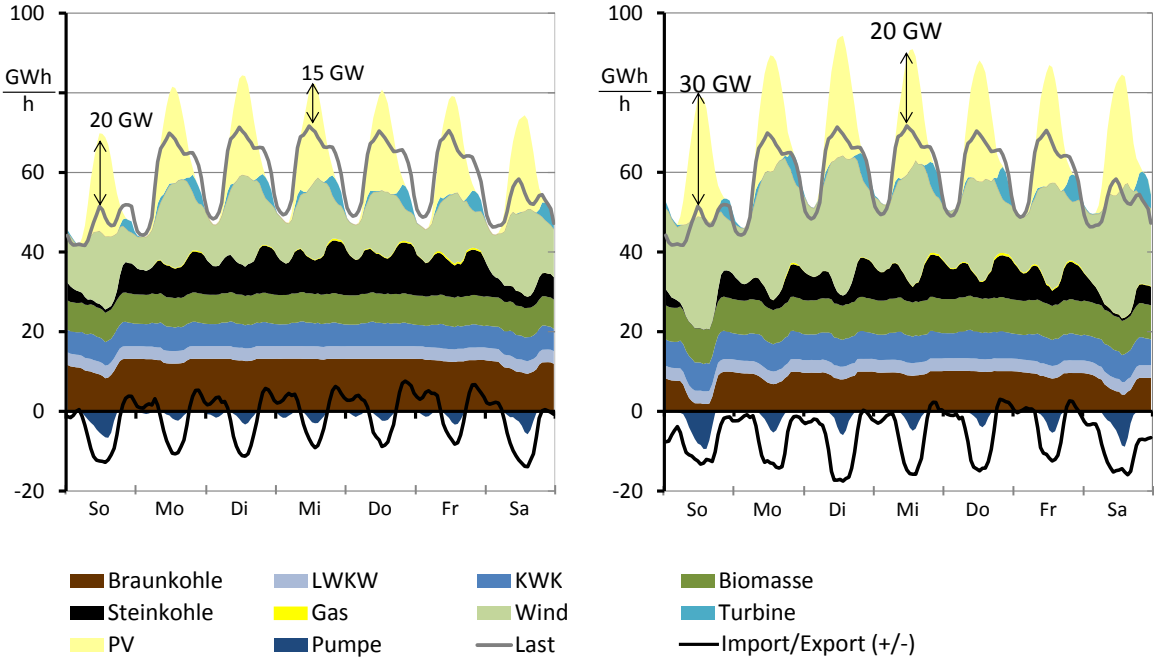 100
GWh
h
60
40
20
0
-20
20 GW
15 GW
So Mo Di Mi Do Fr Sa
100
GWh
h
60
40
20
0
-20
30 GW
20 GW
So Mo Di Mi Do Fr Sa
Braunkohle LWKW KWK Biomasse
Steinkohle Gas Wind Turbine
PV Pumpe Last Import/Export (+/-)